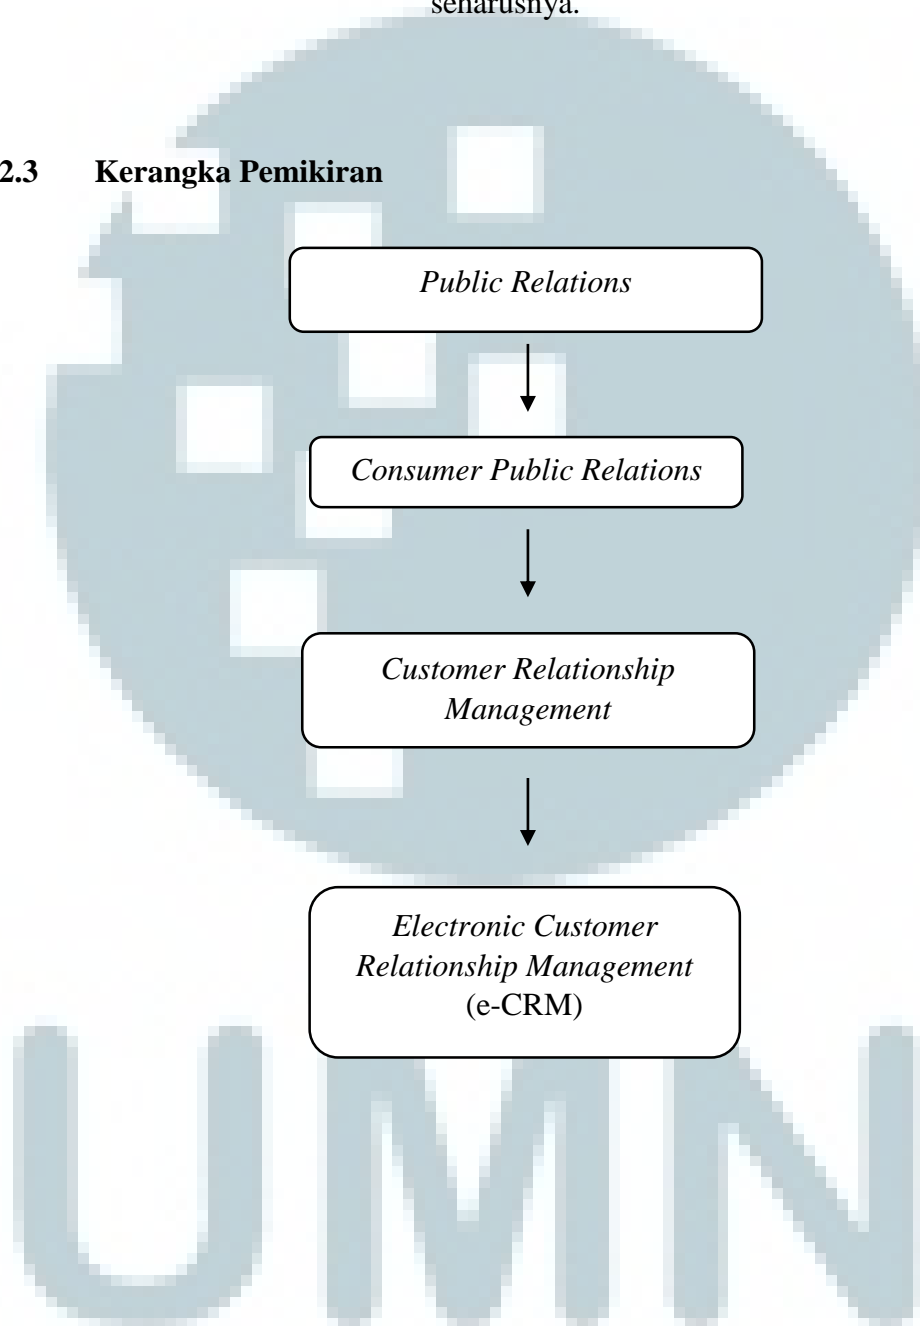 seharusnya.
2.3 Kerangka Pemikiran
Public Relations
Consumer Public Relations
Customer Relationship
Management
Electronic Customer
Relationship Management
(e-CRM)
UMN